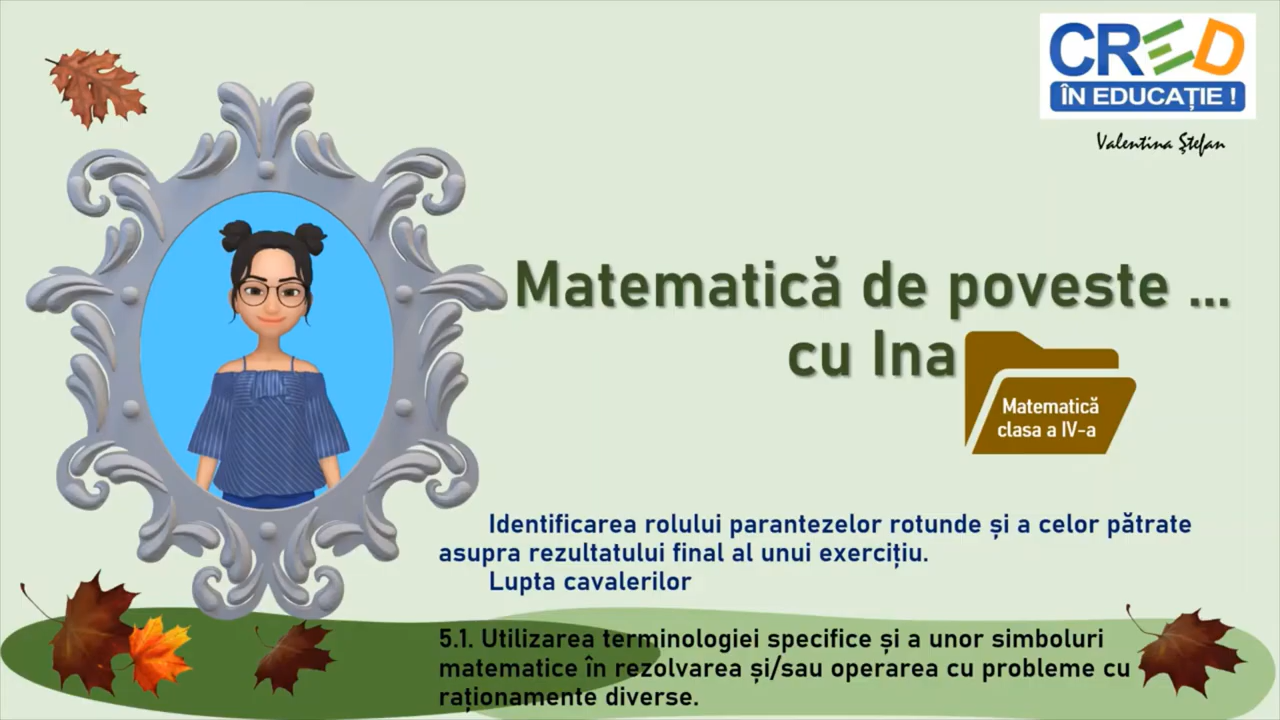 CRED
ÎN EDUCAȚIE !
Valentina Ștefan
Matematică de poveste ...
cu Ina
Matematică
clasa a IV-a
Identificarea rolului parantezelor rotunde și a celor pătrate
asupra rezultatului final al unui exercițiu.
Lupta cavalerilor
5.1. Utilizarea terminologiei specifice și a unor simboluri
matematice în rezolvarea și/sau operarea cu probleme cu
raționamente diverse.